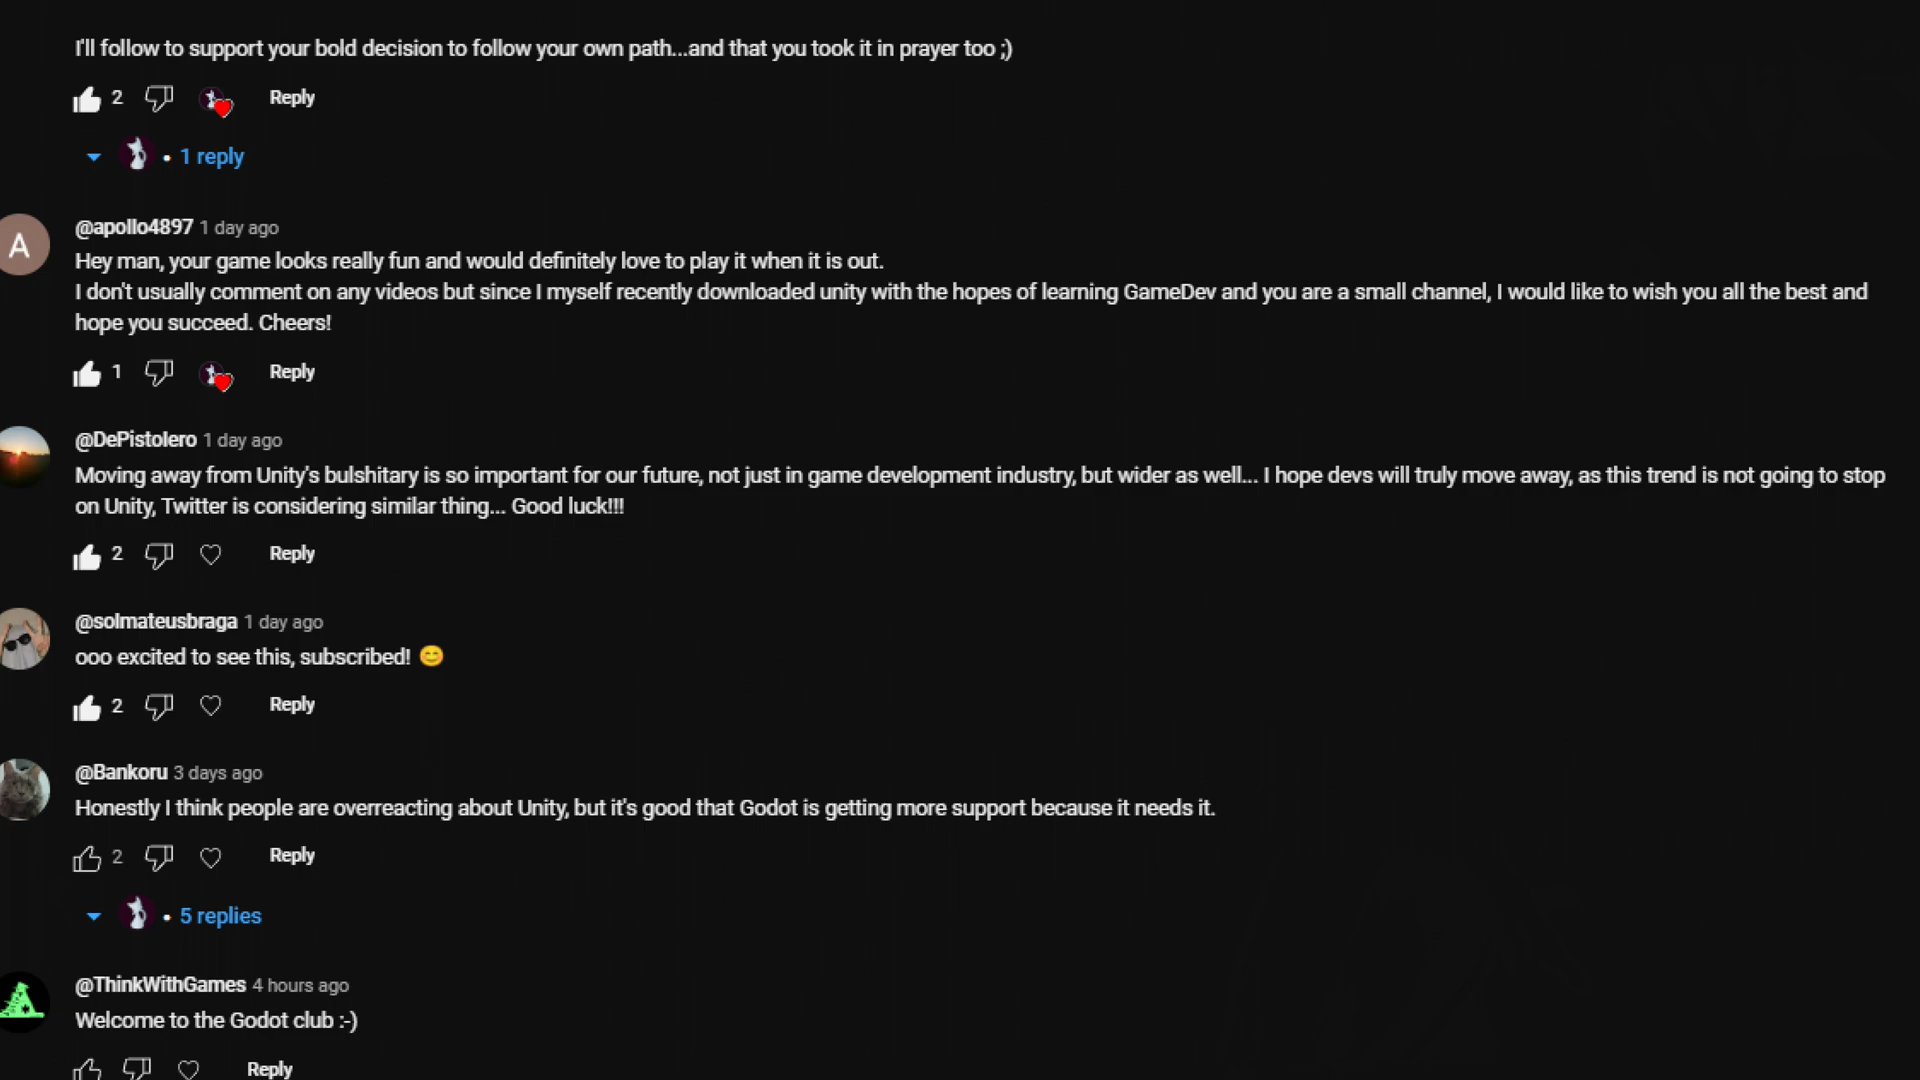 I'll follow to support your bold decision to follow your own path...and that you took it in prayer too ;)
2 Reply
• 1 reply
A
@apollo4897 1 day ago
Hey man, your game looks really fun and would definitely love to play it when it is out.
I don't usually comment on any videos but since I myself recently downloaded unity with the hopes of learning GameDev and you are a small channel, I would like to wish you all the best and
hope you succeed. Cheers!
1 Reply
@DePistolero 1 day ago
Moving away from Unity's bulshitary is so important for our future, not just in game development industry, but wider as well... I hope devs will truly move away, as this trend is not going to stop
on Unity, Twitter is considering similar thing... Good luck!!!
2 Reply
@solmateusbraga 1 day ago
ooo excited to see this, subscribed! 😊
2 Reply
@Bankoru 3 days ago
Honestly I think people are overreacting about Unity, but it's good that Godot is getting more support because it needs it.
2 Reply
• 5 replies
@ThinkWithGames 4 hours ago
Welcome to the Godot club :-)
Reply